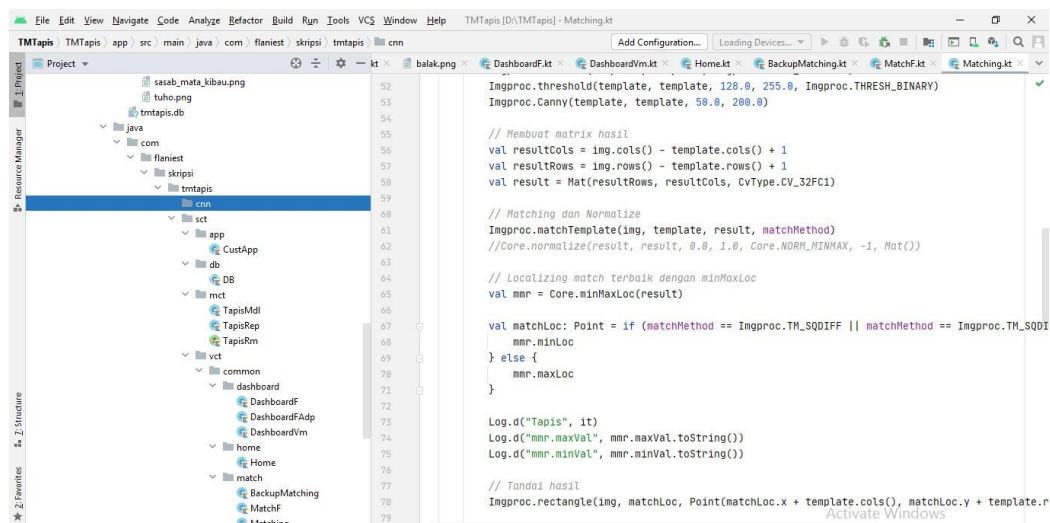 File Edit View Navigate Code Analyze Refactor Build Run Tools VCS Window Help TMTapis [D:\TMTapis] - Matching.kt
TMTapis TMTapis app src main java com flaniest skripsi tmtapis cnn Add Configuration... Loading Devices...
Project kt balak.png DashboardF.kt DashboardVm.kt Home.kt BackupMatching.kt MatchF.kt Matching.kt
1: Project
Resource Manager
7: Structure
2: Favorites
sasab_mata_kibau.png
tuho.png
tmtapis.db
java
com
flaniest
skripsi
tmtapis
cnn
sct
app
CustApp
db
DB
mct
TapisMdl
TapisRep
TapisRm
vct
common
dashboard
DashboardF
DashboardFAdp
DashboardVm
home
Home
match
BackupMatching
MatchF
Matching
52 Imgproc.threshold(template, template, 128.0, 255.0, Imgproc.THRESH_BINARY)
53 Imgproc.Canny(template, template, 50.0, 200.0)
54
55 // Membuat matrix hasil
56 val resultCols = img.cols() - template.cols() + 1
57 val resultRows = img.rows() - template.rows() + 1
58 val result = Mat(resultRows, resultCols, CvType.CV_32FC1)
59
60 // Matching dan Normalize
61 Imgproc.matchTemplate(img, template, result, matchMethod)
62 //Core.normalize(result, result, 0.0, 1.0, Core.NORM_MINMAX, -1, Mat())
63
64 // Localizing match terbaik dengan minMaxLoc
65 val mmr = Core.minMaxLoc(result)
66
67 val matchLoc: Point = if (matchMethod == Imgproc.TM_SQDIFF || matchMethod == Imgproc.TM_SQDI
68 mmr.minLoc
69 } else {
70 mmr.maxLoc
71 }
72
73 Log.d("Tapis", it)
74 Log.d("mmr.maxVal", mmr.maxVal.toString())
75 Log.d("mmr.minVal", mmr.minVal.toString())
76
77 // Tandai hasil
78 Imgproc.rectangle(img, matchLoc, Point(matchLoc.x + template.cols(), matchLoc.y + template.r
79
Activate Windows